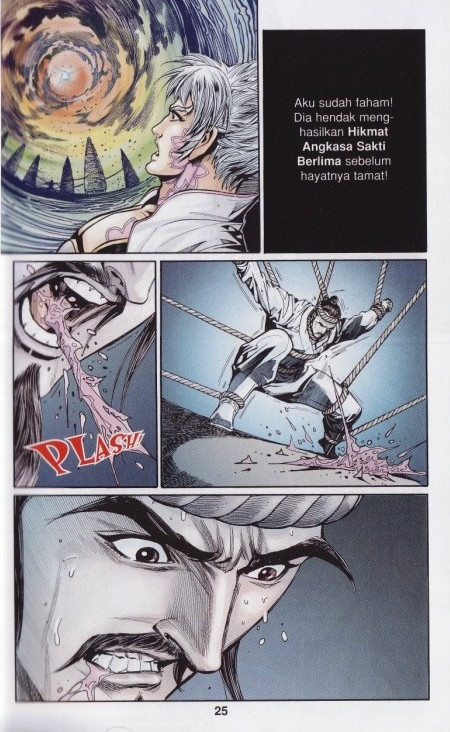 Aku sudah faham!
Dia hendak meng-
hasilkan Hikmat
Angkasa Sakti
Berlima sebelum
hayatnya tamat!
PLASH!
25